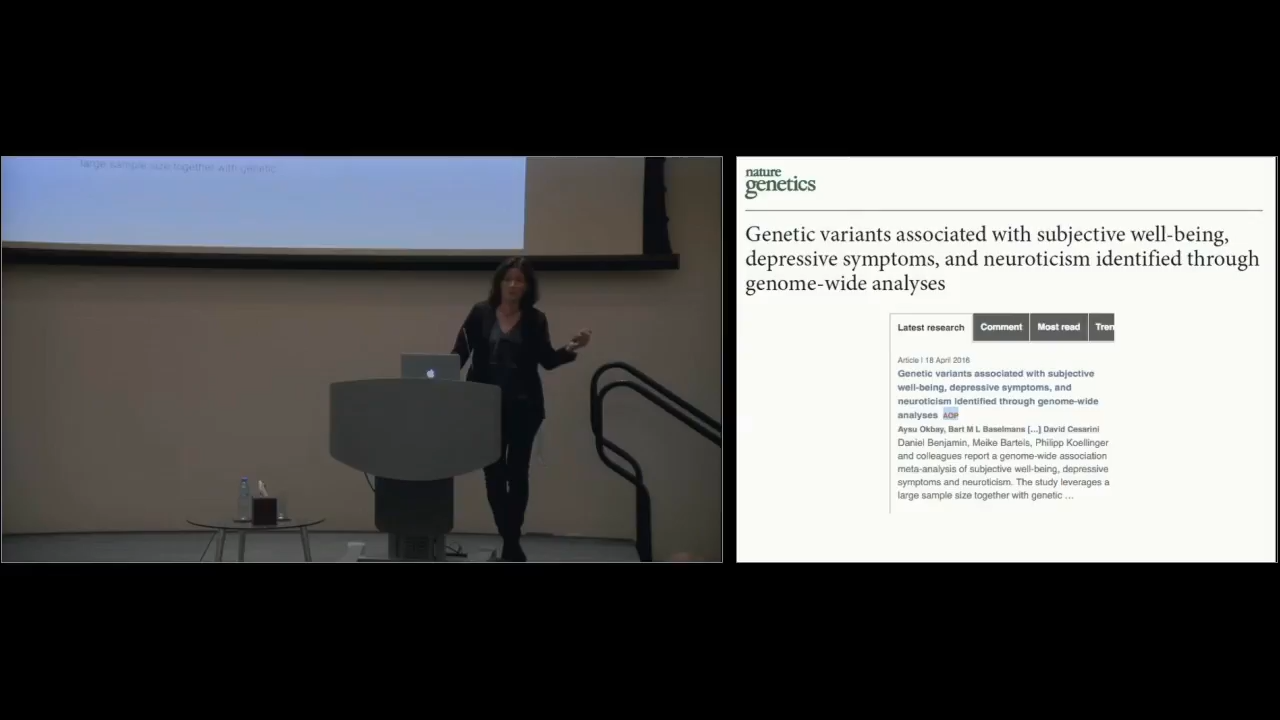 large sample size together with genetic
nature
genetics
Genetic variants associated with subjective well-being,
depressive symptoms, and neuroticism identified through
genome-wide analyses
Latest research
Comment
Most read
Tren
Article | 18 April 2016
Genetic variants associated with subjective
well-being, depressive symptoms, and
neuroticism identified through genome-wide
analyses AOP
Aysu Okbay, Bart M L Baselmans [...] David Cesarini
Daniel Benjamin, Meike Bartels, Philipp Koellinger
and colleagues report a genome-wide association
meta-analysis of subjective well-being, depressive
symptoms and neuroticism. The study leverages a
large sample size together with genetic ...